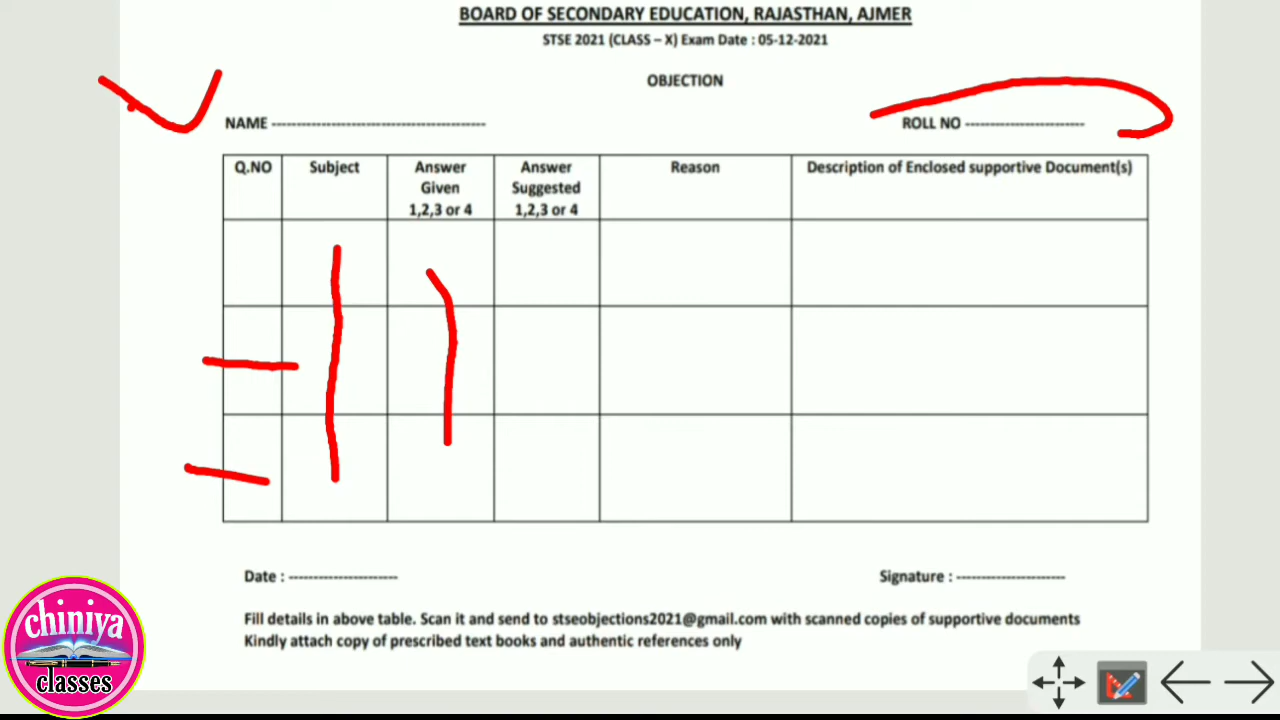 BOARD OF SECONDARY EDUCATION, RAJASTHAN, AJMER
STSE 2021 (CLASS – X) Exam Date : 05-12-2021
OBJECTION
NAME ------------------------------------------- ROLL NO ------------------------
Q.NO Subject Answer Given 1,2,3 or 4 Answer Suggested 1,2,3 or 4 Reason Description of Enclosed supportive Document(s)
Date : ---------------------- Signature : ----------------------
Fill details in above table. Scan it and send to stseobjections2021@gmail.com with scanned copies of supportive documents
Kindly attach copy of prescribed text books and authentic references only
chiniya
classes